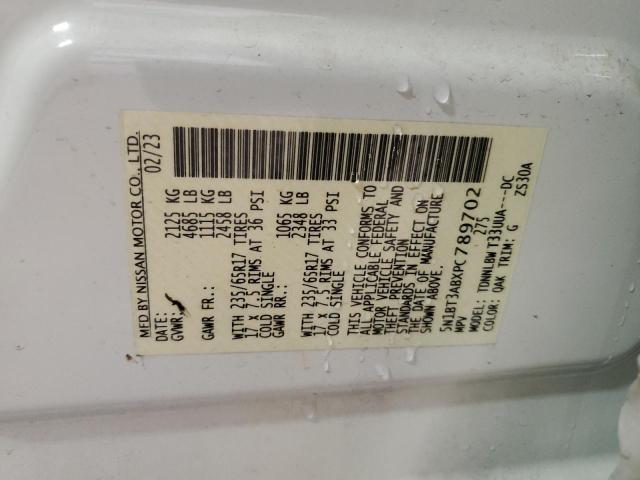 MFD BY NISSAN MOTOR CO., LTD.
DATE: 02/23
GVWR: 2125 KG
4685 LB
GAWR FR.: 1115 KG
2458 LB
WITH 235/65R17 TIRES
17 X 7.5 RIMS AT 36 PSI
COLD SINGLE
GAWR RR.: 1065 KG
2348 LB
WITH 235/65R17 TIRES
17 X 7.5 RIMS AT 33 PSI
COLD SINGLE
THIS VEHICLE CONFORMS TO
ALL APPLICABLE FEDERAL
MOTOR VEHICLE SAFETY AND
THEFT PREVENTION
STANDARDS IN EFFECT ON
THE DATE OF MANUFACTURE
SHOWN ABOVE.
5N1BT3ABXPC789702
MPV 275
MODEL: TDNNLBWT33UUA---DC
COLOR: QAK TRIM: G ZS30A